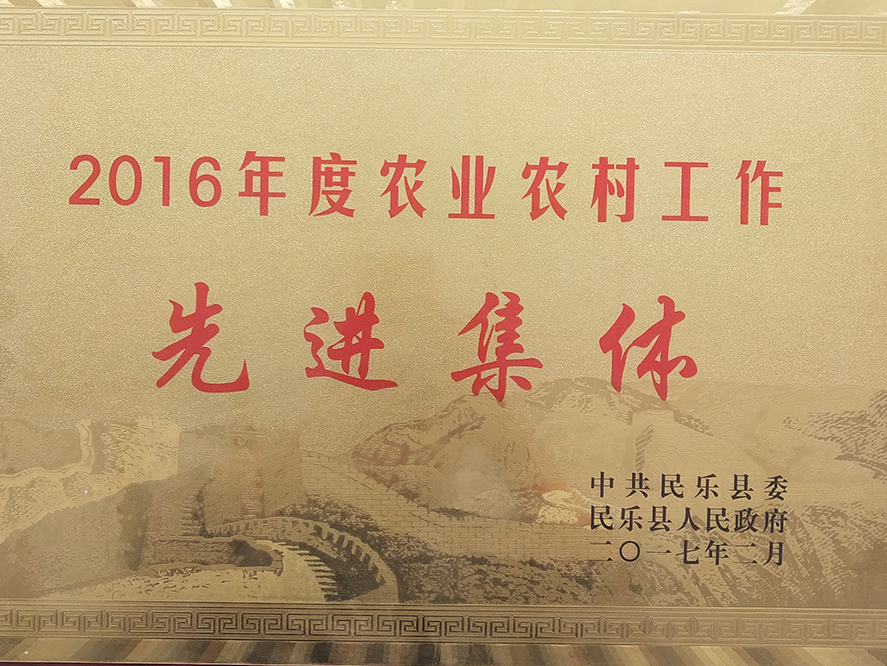 2016年度农业农村工作
先进集体
中共民乐县委
民乐县人民政府
二〇一七年二月